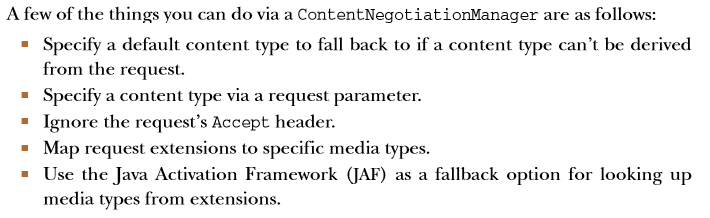 A few of the things you can do via a ContentNegotiationManager are as follows:
▪ Specify a default content type to fall back to if a content type can’t be derived
from the request.
▪ Specify a content type via a request parameter.
▪ Ignore the request’s Accept header.
▪ Map request extensions to specific media types.
▪ Use the Java Activation Framework (JAF) as a fallback option for looking up
media types from extensions.